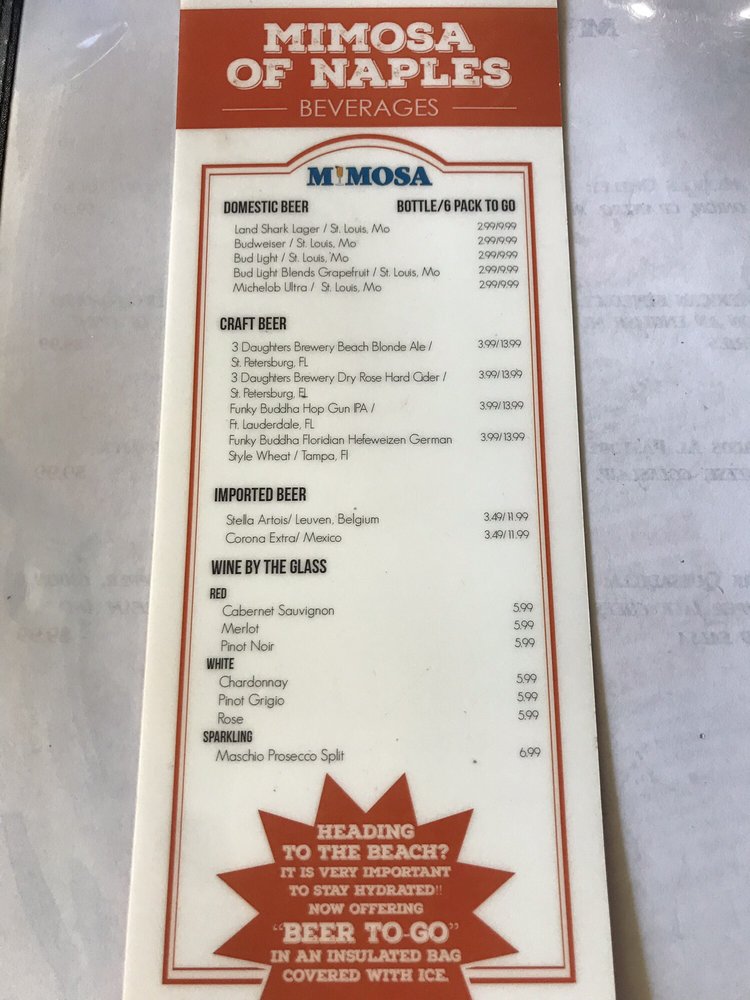 MIMOSA
OF NAPLES
BEVERAGES
MIMOSA
DOMESTIC BEER BOTTLE/6 PACK TO GO
Land Shark Lager / St. Louis, Mo 2.99/9.99
Budweiser / St. Louis, Mo 2.99/9.99
Bud Light / St. Louis, Mo 2.99/9.99
Bud Light Blends Grapefruit / St. Louis, Mo 2.99/9.99
Michelob Ultra / St. Louis, Mo 2.99/9.99
CRAFT BEER
3 Daughters Brewery Beach Blonde Ale / 3.99/13.99
St. Petersburg, FL
3 Daughters Brewery Dry Rose Hard Cider / 3.99/13.99
St. Petersburg, FL
Funky Buddha Hop Gun IPA / 3.99/13.99
Ft. Lauderdale, FL
Funky Buddha Floridian Hefeweizen German 3.99/13.99
Style Wheat / Tampa, Fl
IMPORTED BEER
Stella Artois/ Leuven, Belgium 3.49/11.99
Corona Extra/ Mexico 3.49/11.99
WINE BY THE GLASS
RED
Cabernet Sauvignon 5.99
Merlot 5.99
Pinot Noir 5.99
WHITE
Chardonnay 5.99
Pinot Grigio 5.99
Rose 5.99
SPARKLING
Maschio Prosecco Split 6.99
HEADING
TO THE BEACH?
IT IS VERY IMPORTANT
TO STAY HYDRATED!!
NOW OFFERING
"BEER TO-GO"
IN AN INSULATED BAG
COVERED WITH ICE.